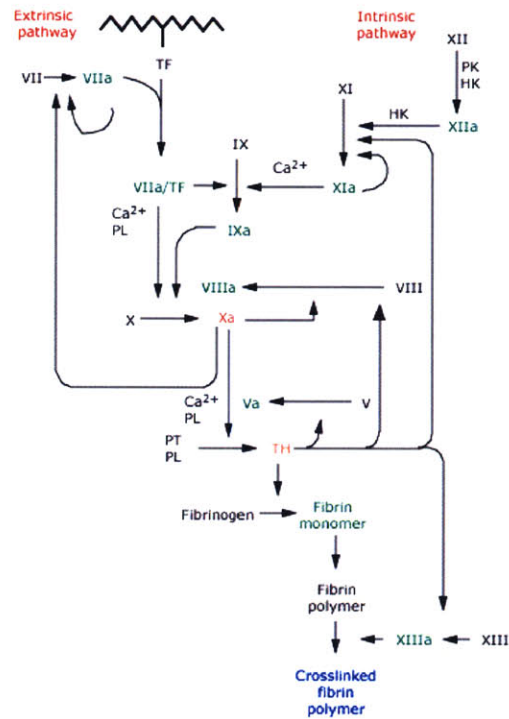 Extrinsic
pathway
Intrinsic
pathway
XII
TF
PK
HK
VII
VIIa
XI
HK
XIIa
IX
Ca2+
VIIa/TF
XIa
Ca2+
PL
IXa
VIIIa
VIII
X
Xa
Ca2+
PL
Va
V
PT
PL
TH
Fibrinogen
Fibrin
monomer
Fibrin
polymer
XIIIa
XIII
Crosslinked
fibrin
polymer